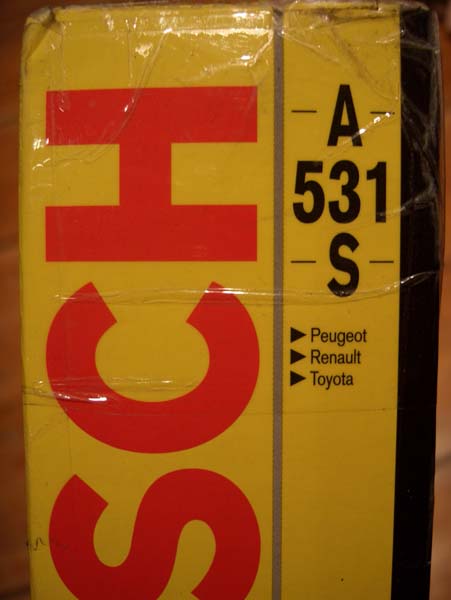 SCH
A
531
S
Peugeot
Renault
Toyota